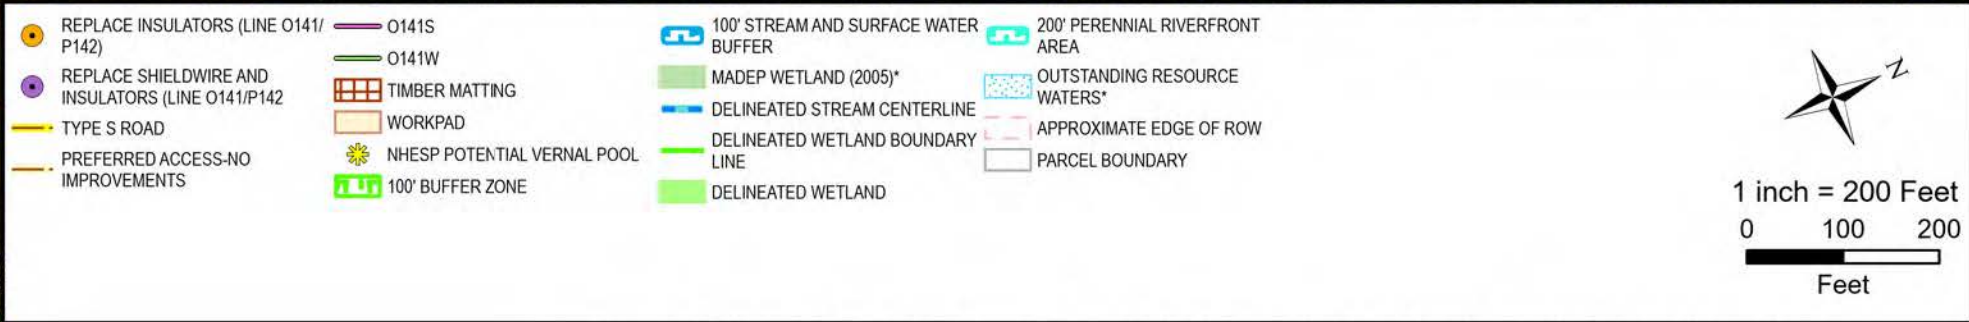 REPLACE INSULATORS (LINE O141/
P142)
REPLACE SHIELDWIRE AND
INSULATORS (LINE O141/P142
TYPE S ROAD
PREFERRED ACCESS-NO
IMPROVEMENTS
O141S
O141W
TIMBER MATTING
WORKPAD
NHESP POTENTIAL VERNAL POOL
100' BUFFER ZONE
100' STREAM AND SURFACE WATER
BUFFER
MADEP WETLAND (2005)*
DELINEATED STREAM CENTERLINE
DELINEATED WETLAND BOUNDARY
LINE
DELINEATED WETLAND
200' PERENNIAL RIVERFRONT
AREA
OUTSTANDING RESOURCE
WATERS*
APPROXIMATE EDGE OF ROW
PARCEL BOUNDARY
N
1 inch = 200 Feet
0 100 200
Feet